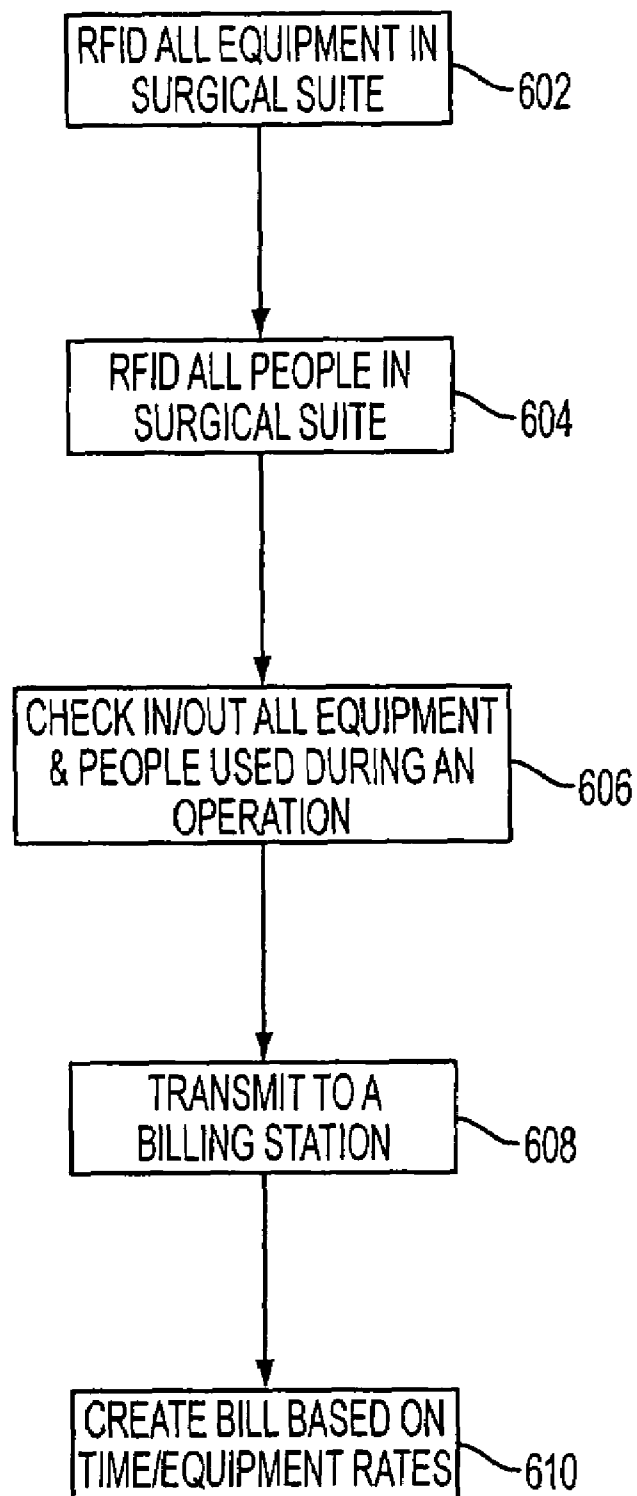 RFID ALL EQUIPMENT IN
SURGICAL SUITE
602
RFID ALL PEOPLE IN
SURGICAL SUITE
604
CHECK IN/OUT ALL EQUIPMENT
& PEOPLE USED DURING AN
OPERATION
606
TRANSMIT TO A
BILLING STATION
608
CREATE BILL BASED ON
TIME/EQUIPMENT RATES
610